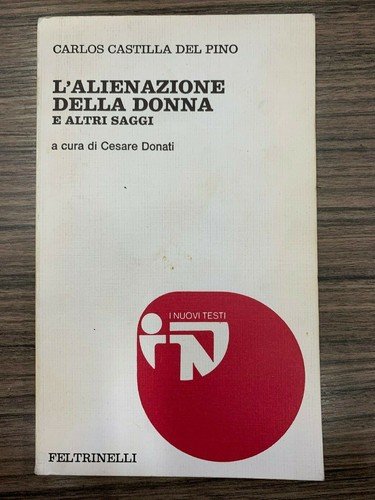 CARLOS CASTILLA DEL PINO
L'ALIENAZIONE
DELLA DONNA
E ALTRI SAGGI
a cura di Cesare Donati
I NUOVI TESTI
FELTRINELLI